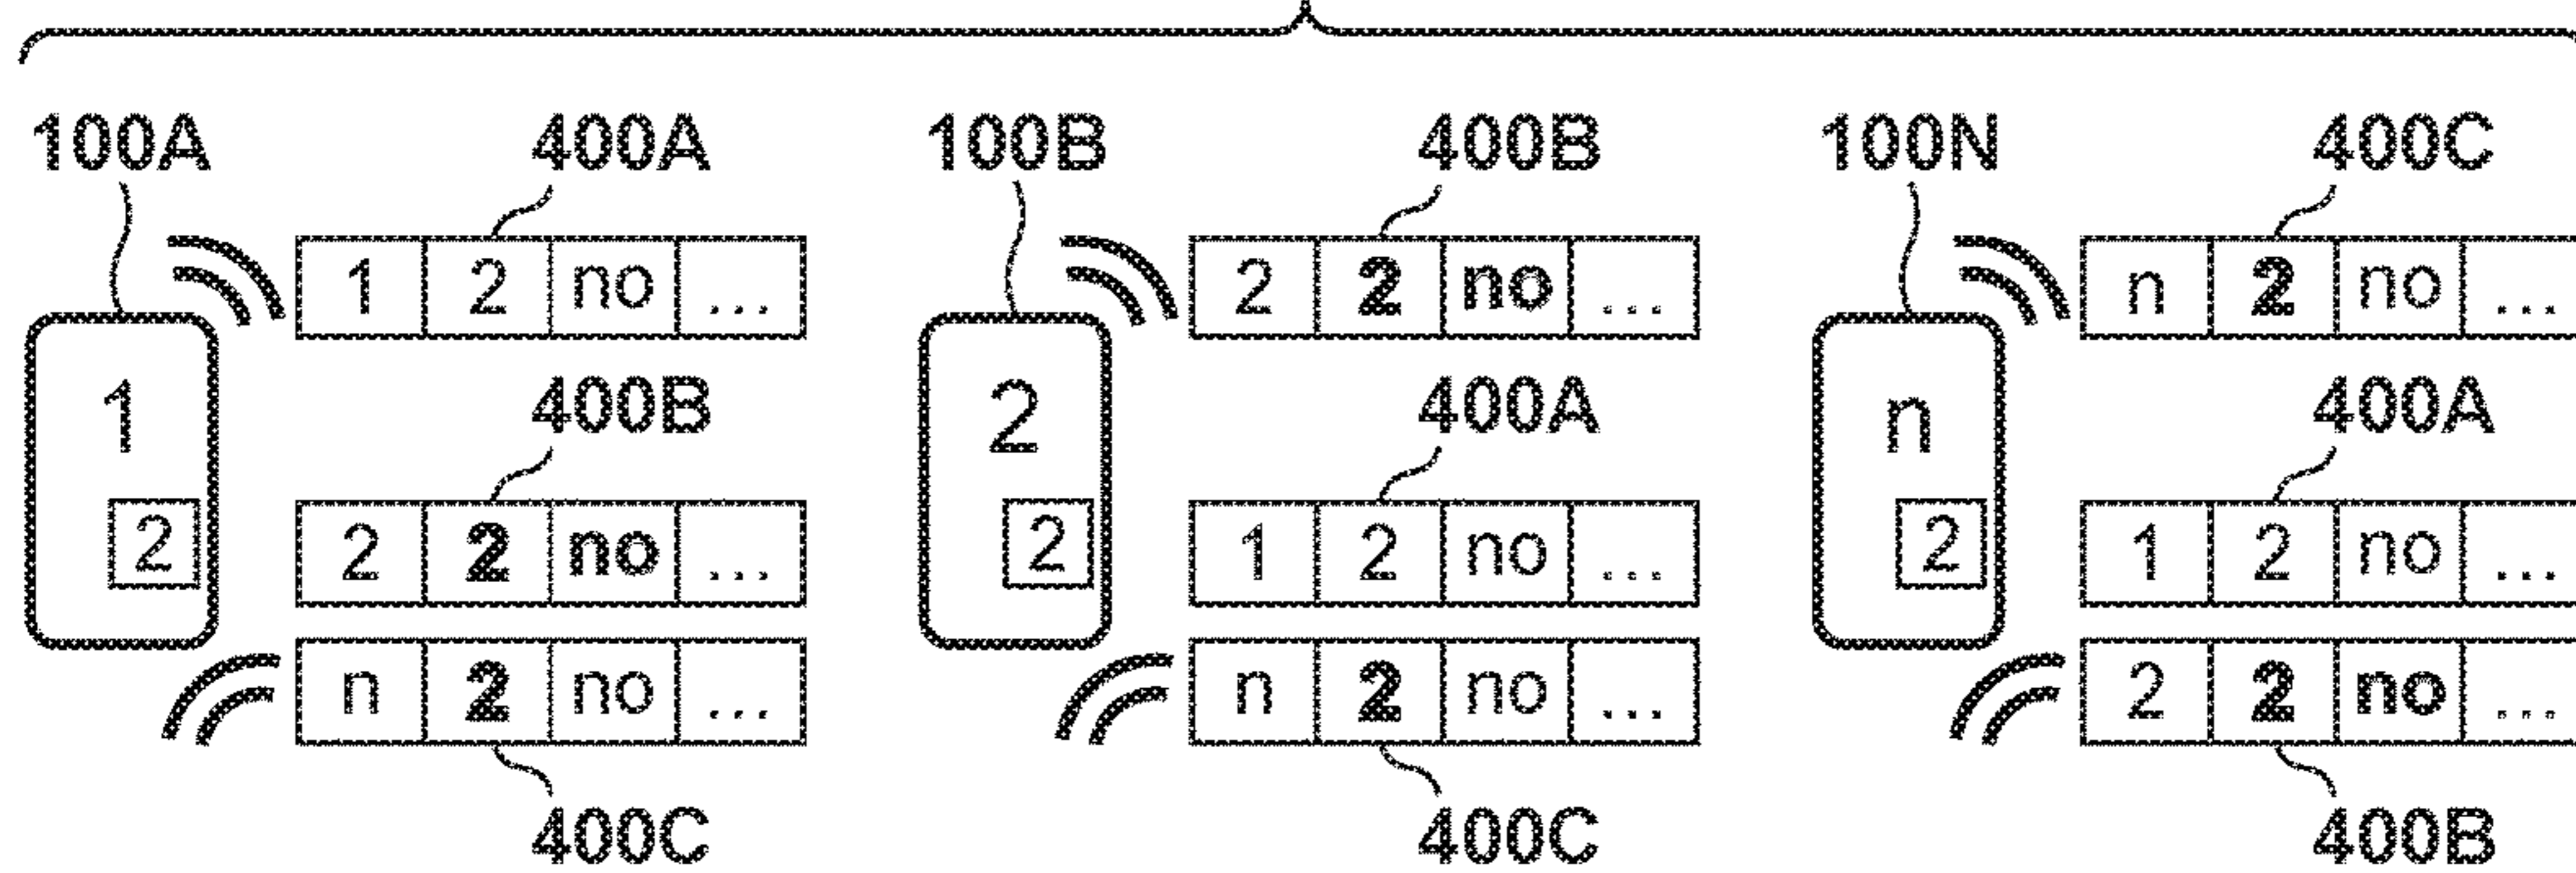 100A 400A 100B 400B 100N 400C
1 2 no ... 2 2 no ... n 2 no ...
1 400B 2 400A n 400A
2 2 2 no ... 2 1 2 no ... 2 1 2 no ...
n 2 no ... n 2 no ... 2 2 no ...
400C 400C 400B